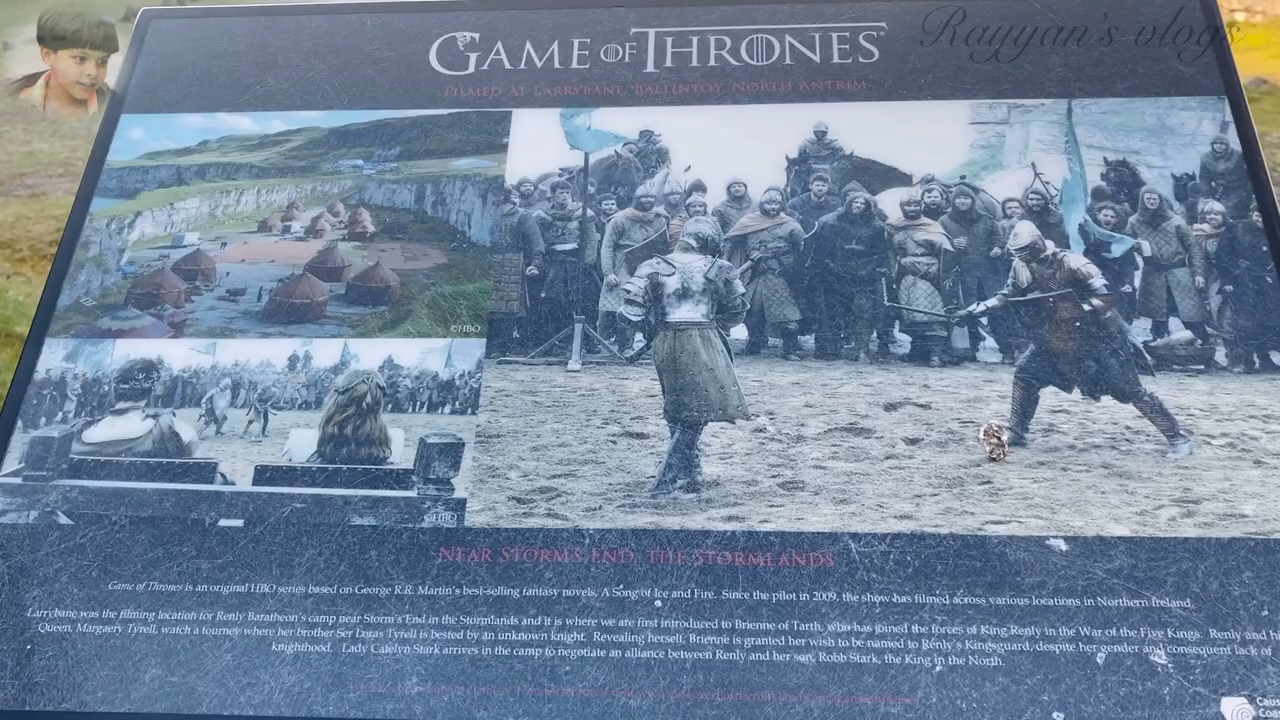 Rayyan's vlogs
GAME OF THRONES
FILMED AT LARRYBANE, BALLINTOY, NORTH ANTRIM
©HBO
©HBO
NEAR STORM'S END, THE STORMLANDS
Game of Thrones is an original HBO series based on George R.R. Martin's best-selling fantasy novels, A Song of Ice and Fire. Since the pilot in 2009, the show has filmed across various locations in Northern Ireland.
Larrybane was the filming location for Renly Baratheon's camp near Storm's End in the Stormlands and it is where we are first introduced to Brienne of Tarth, who has joined the forces of King Renly in the War of the Five Kings. Renly and h
Queen, Margaery Tyrell, watch a tourney where her brother Ser Loras Tyrell is bested by an unknown knight. Revealing herself, Brienne is granted her wish to be named to Renly's Kingsguard, despite her gender and consequent lack of
knighthood. Lady Catelyn Stark arrives in the camp to negotiate an alliance between Renly and her son, Robb Stark, the King in the North.
Caus
Coas